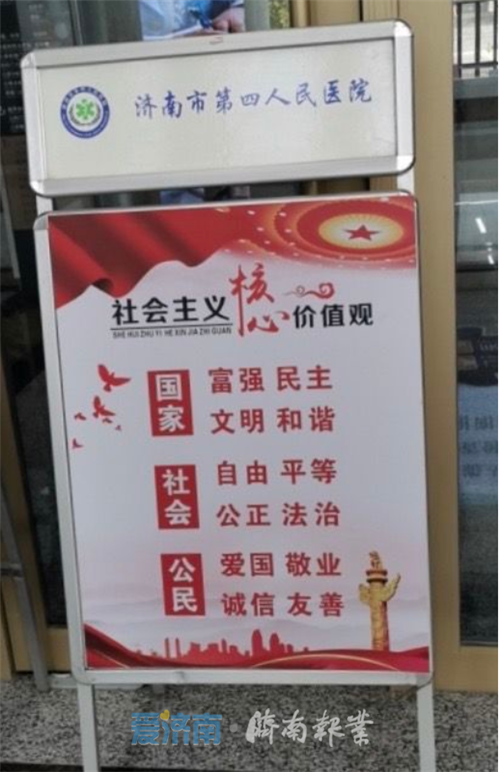 济南市第四人民医院
社会主义核心价值观
SHE HUI ZHU YI HE XIN JIA ZHI GUAN
国家
富强 民主
文明 和谐
社会
自由 平等
公正 法治
公民
爱国 敬业
诚信 友善
爱济南·濟南報業